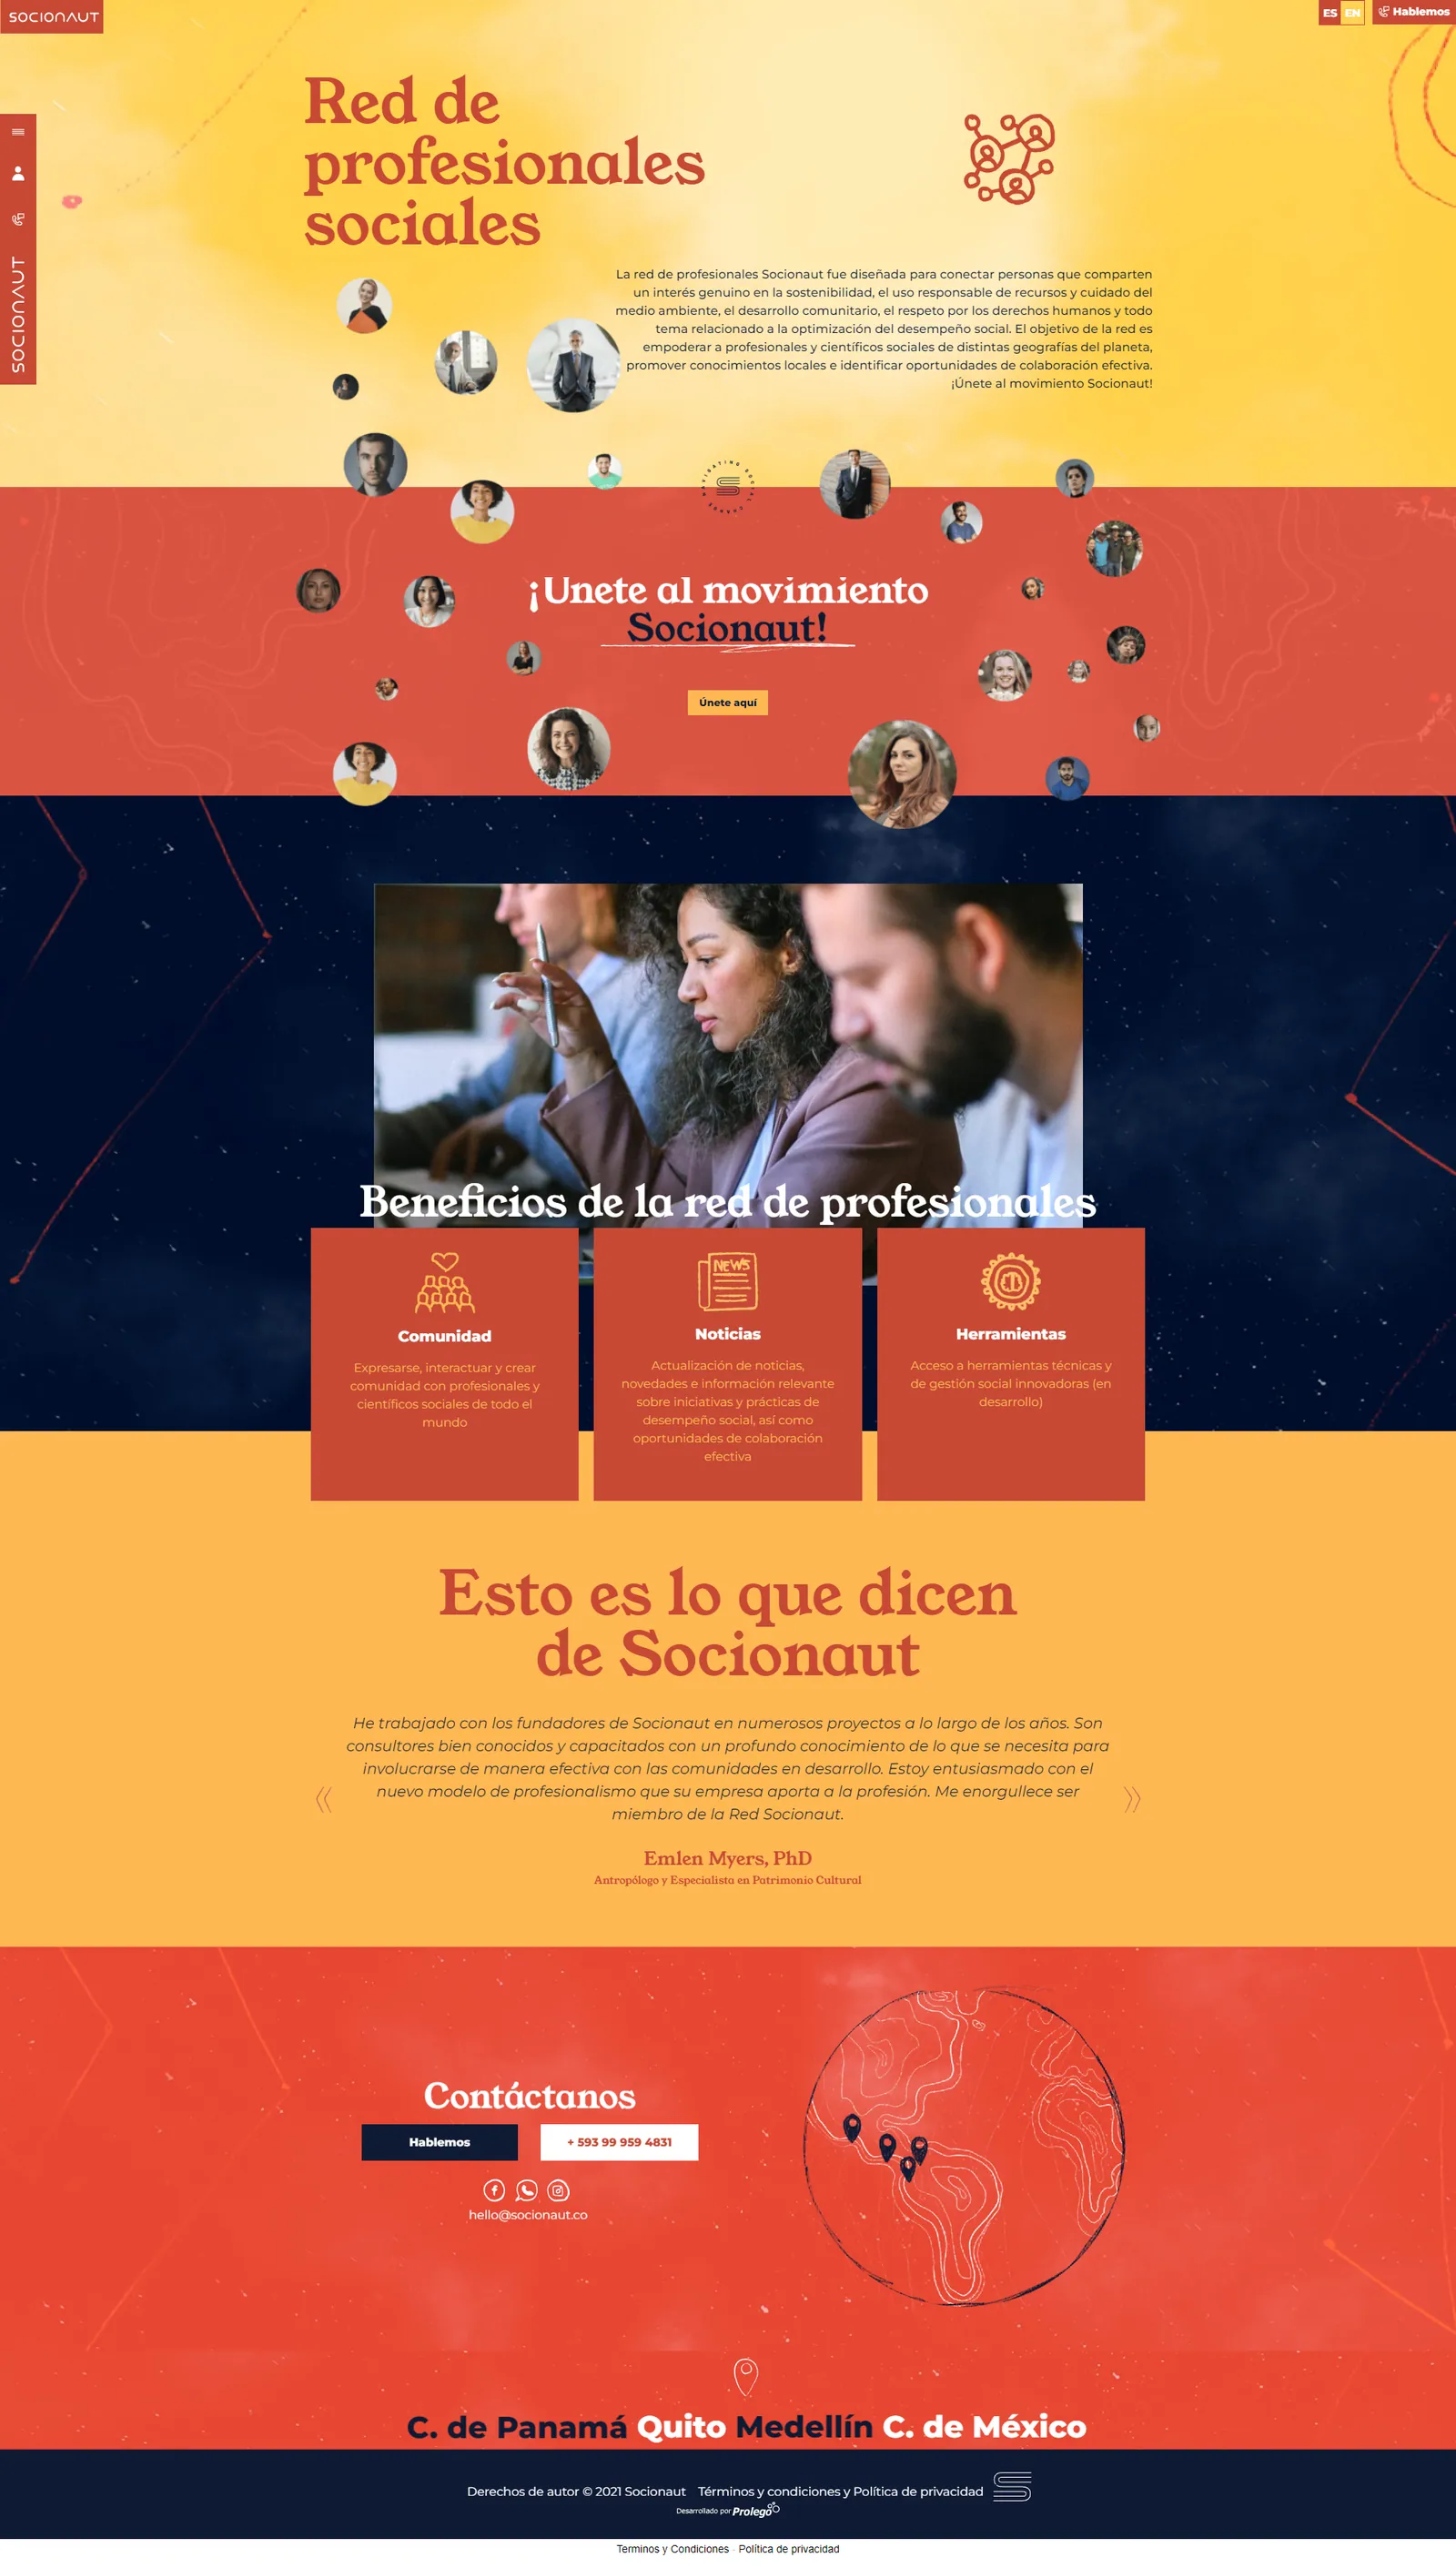 SOCIONAUT
ES EN
Hablemos
SOCIONAUT
Red de
profesionales
sociales
La red de profesionales Socionaut fue diseñada para conectar personas que comparten
un interés genuino en la sostenibilidad, el uso responsable de recursos y cuidado del
medio ambiente, el desarrollo comunitario, el respeto por los derechos humanos y todo
tema relacionado a la optimización del desempeño social. El objetivo de la red es
empoderar a profesionales y científicos sociales de distintas geografías del planeta,
promover conocimientos locales e identificar oportunidades de colaboración efectiva.
¡Únete al movimiento Socionaut!
NAVIGATING SOCIAL CHANGE
¡Unete al movimiento
Socionaut!
Únete aquí
Beneficios de la red de profesionales
Comunidad
Expresarse, interactuar y crear
comunidad con profesionales y
científicos sociales de todo el
mundo
NEWS
Noticias
Actualización de noticias,
novedades e información relevante
sobre iniciativas y prácticas de
desempeño social, así como
oportunidades de colaboración
efectiva
Herramientas
Acceso a herramientas técnicas y
de gestión social innovadoras (en
desarrollo)
Esto es lo que dicen
de Socionaut
He trabajado con los fundadores de Socionaut en numerosos proyectos a lo largo de los años. Son
consultores bien conocidos y capacitados con un profundo conocimiento de lo que se necesita para
involucrarse de manera efectiva con las comunidades en desarrollo. Estoy entusiasmado con el
nuevo modelo de profesionalismo que su empresa aporta a la profesión. Me enorgullece ser
miembro de la Red Socionaut.
Emlen Myers, PhD
Antropólogo y Especialista en Patrimonio Cultural
Contáctanos
Hablemos
+ 593 99 959 4831
hello@socionaut.co
C. de Panamá Quito Medellín C. de México
Derechos de autor © 2021 Socionaut Términos y condiciones y Política de privacidad
Desarrollado por Prolego
Terminos y Condiciones - Política de privacidad